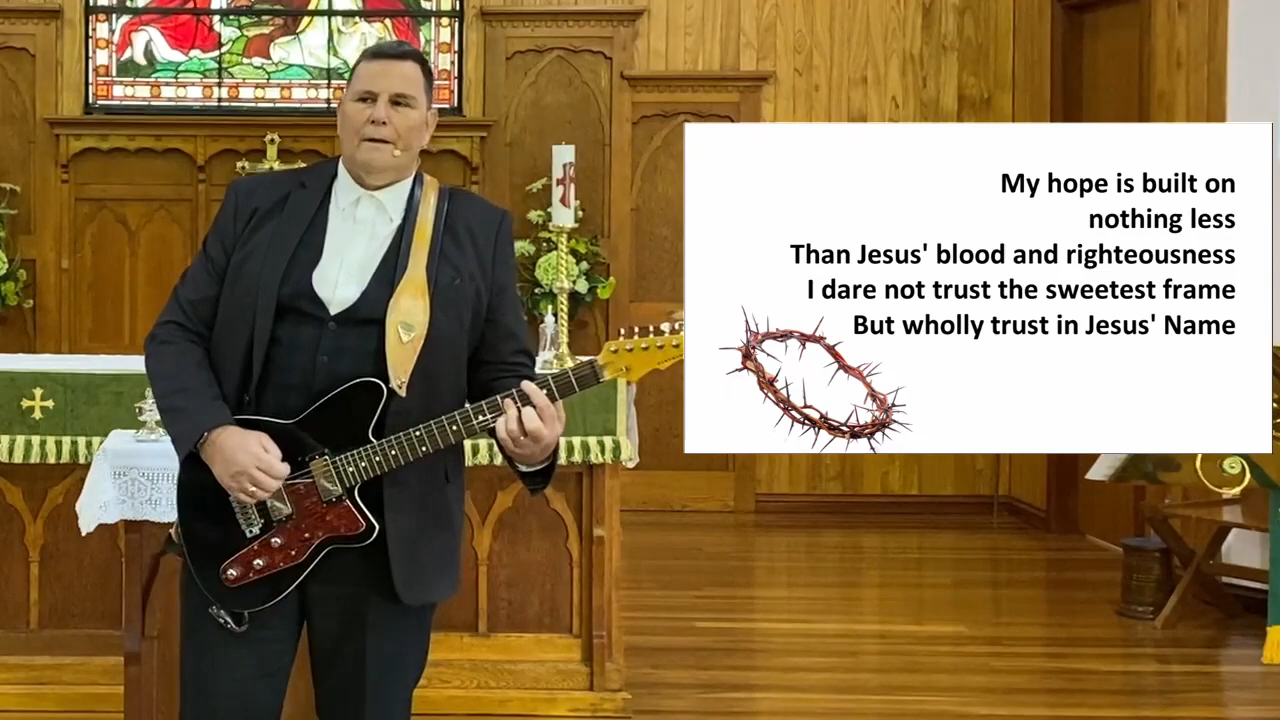 My hope is built on
nothing less
Than Jesus' blood and righteousness
I dare not trust the sweetest frame
But wholly trust in Jesus' Name